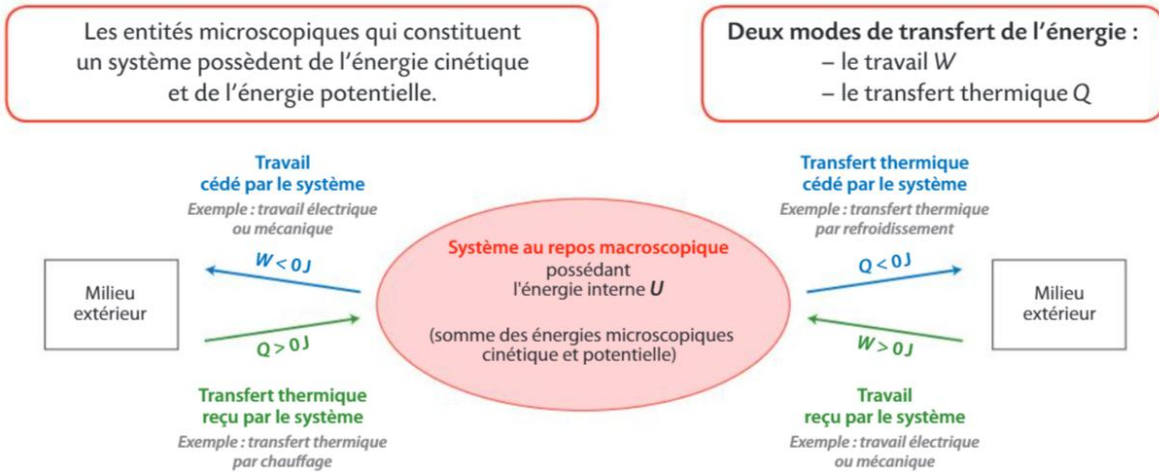 Les entités microscopiques qui constituent
un système possèdent de l’énergie cinétique
et de l’énergie potentielle.
Deux modes de transfert de l’énergie :
– le travail W
– le transfert thermique Q
Travail
cédé par le système
Exemple : travail électrique
ou mécanique
W < 0 J
Milieu
extérieur
Q > 0 J
Transfert thermique
reçu par le système
Exemple : transfert thermique
par chauffage
Système au repos macroscopique
possédant
l'énergie interne U
(somme des énergies microscopiques
cinétique et potentielle)
Transfert thermique
cédé par le système
Exemple : transfert thermique
par refroidissement
Q < 0 J
Milieu
extérieur
W > 0 J
Travail
reçu par le système
Exemple : travail électrique
ou mécanique